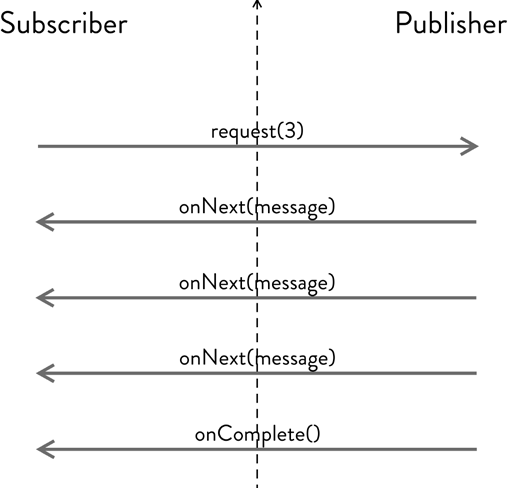 Subscriber
Publisher
request(3)
onNext(message)
onNext(message)
onNext(message)
onComplete()